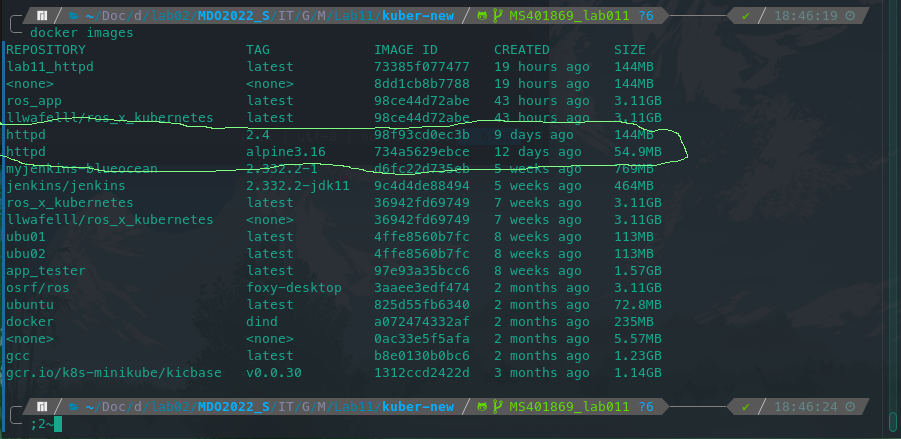 ~/Doc/d/lab02/MDO2022_S/IT/G/M/Lab11/kuber-new MS401869_lab011 ?6 ✔ 18:46:19
docker images
REPOSITORY TAG IMAGE ID CREATED SIZE
lab11_httpd latest 73385f077477 19 hours ago 144MB
<none> <none> 8dd1cb8b7788 19 hours ago 144MB
ros_app latest 98ce44d72abe 43 hours ago 3.11GB
llwafelll/ros_x_kubernetes latest 98ce44d72abe 43 hours ago 3.11GB
httpd 2.4 98f93cd0ec3b 9 days ago 144MB
httpd alpine3.16 734a5629ebce 12 days ago 54.9MB
myjenkins-blueocean 2.332.2-1 d6fc22d735eb 5 weeks ago 769MB
jenkins/jenkins 2.332.2-jdk11 9c4d4de88494 5 weeks ago 464MB
ros_x_kubernetes latest 36942fd69749 7 weeks ago 3.11GB
llwafelll/ros_x_kubernetes <none> 36942fd69749 7 weeks ago 3.11GB
ubu01 latest 4ffe8560b7fc 8 weeks ago 113MB
ubu02 latest 4ffe8560b7fc 8 weeks ago 113MB
app_tester latest 97e93a35bcc6 8 weeks ago 1.57GB
osrf/ros foxy-desktop 3aaee3edf474 2 months ago 3.11GB
ubuntu latest 825d55fb6340 2 months ago 72.8MB
docker dind a072474332af 2 months ago 235MB
<none> <none> 0ac33e5f5afa 2 months ago 5.57MB
gcc latest b8e0130b0bc6 2 months ago 1.23GB
gcr.io/k8s-minikube/kicbase v0.0.30 1312ccd2422d 3 months ago 1.14GB
~/Doc/d/lab02/MDO2022_S/IT/G/M/Lab11/kuber-new MS401869_lab011 ?6 ✔ 18:46:24
;2~